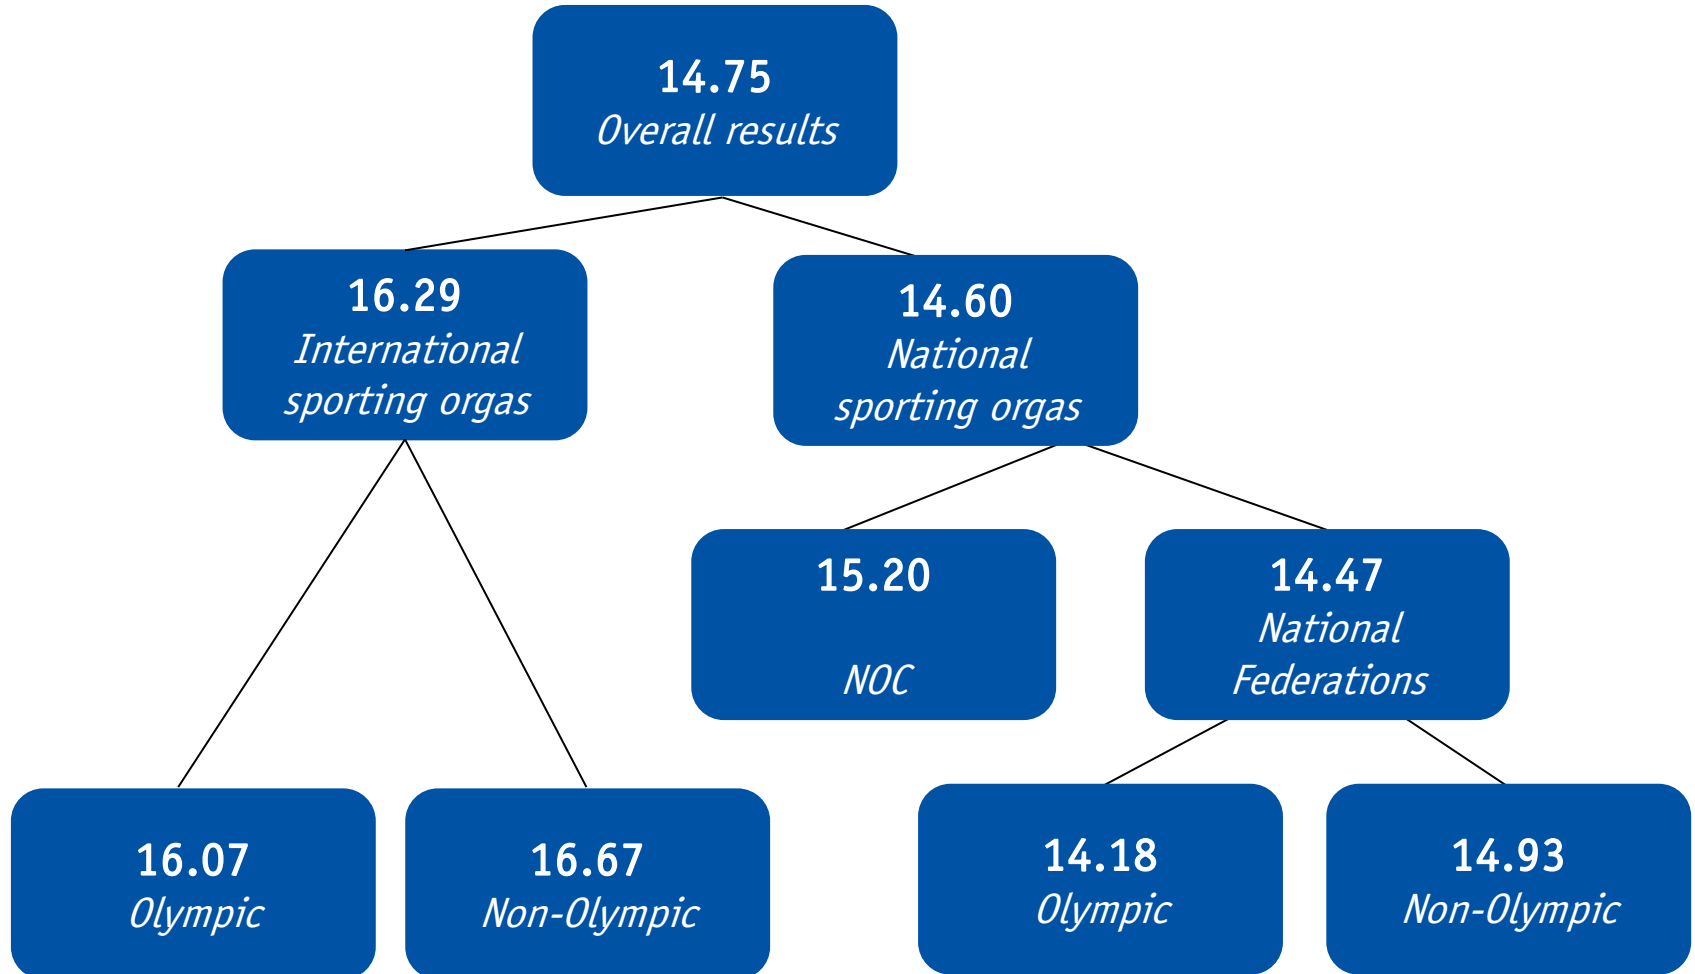 14.75
Overall results
16.29
International
sporting orgas
14.60
National
sporting orgas
15.20
NOC
14.47
National
Federations
16.07
Olympic
16.67
Non-Olympic
14.18
Olympic
14.93
Non-Olympic